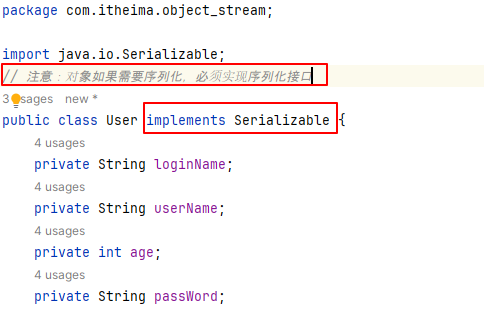 package com.itheima.object_stream;
import java.io.Serializable;
// 注意：对象如果需要序列化，必须实现序列化接口
3 usages new *
public class User implements Serializable {
4 usages
private String loginName;
4 usages
private String userName;
4 usages
private int age;
4 usages
private String passWord;